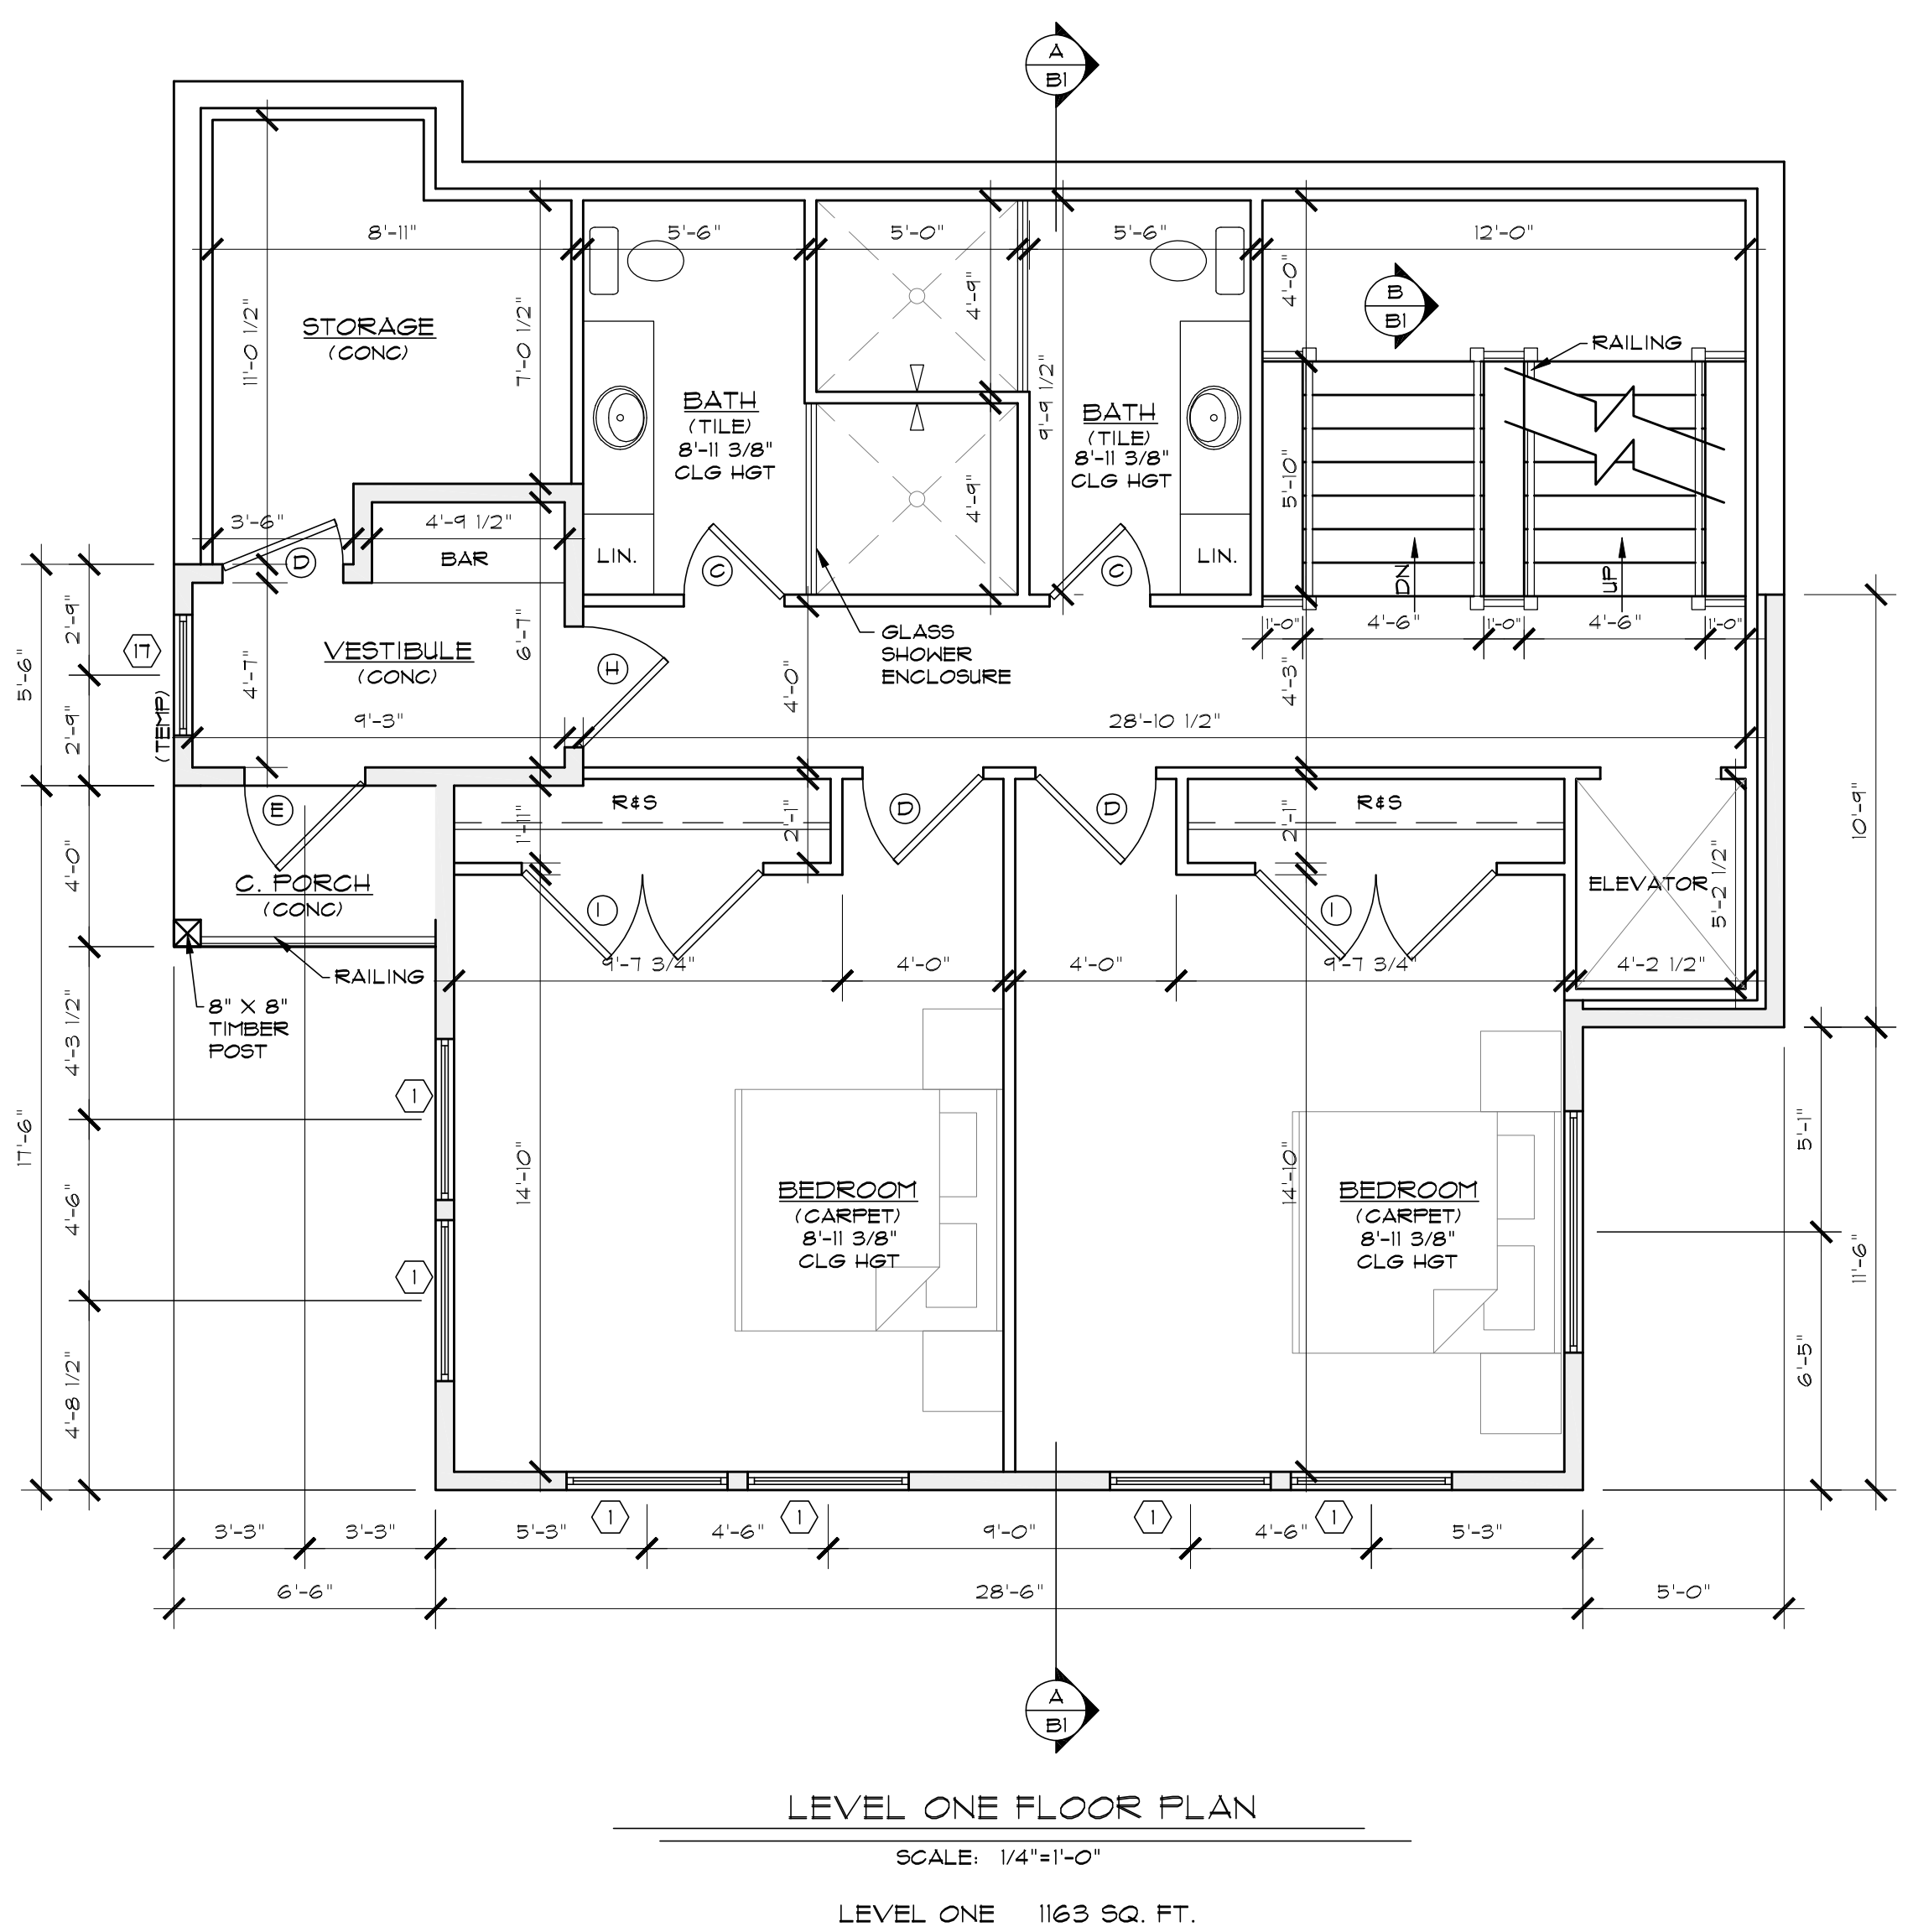 A
B1
8'-11"
5'-6"
5'-0"
5'-6"
12'-0"
11'-0 1/2"
7'-0 1/2"
4'-9"
4'-0"
B
B1
STORAGE
(CONC)
RAILING
BATH
(TILE)
8'-11 3/8"
CLG HGT
9'-9 1/2"
BATH
(TILE)
8'-11 3/8"
CLG HGT
4'-9"
5'-10"
3'-6"
4'-9 1/2"
D
BAR
LIN.
C
C
LIN.
DN
UP
2'-9"
17
5'-6"
VESTIBULE
(CONC)
4'-7"
6'-7"
H
GLASS
SHOWER
ENCLOSURE
1'-0"
4'-6"
1'-0"
4'-6"
1'-0"
4'-3"
4'-0"
2'-9"
(TEMP)
9'-3"
28'-10 1/2"
10'-9"
E
R&S
D
D
R&S
1'-11"
2'-1"
2'-1"
4'-0"
C. PORCH
(CONC)
1
1
ELEVATOR
5'-2 1/2"
RAILING
9'-7 3/4"
4'-0"
4'-0"
9'-7 3/4"
4'-2 1/2"
8" X 8"
TIMBER
POST
4'-3 1/2"
1
17'-6"
14'-10"
14'-10"
5'-1"
BEDROOM
(CARPET)
8'-11 3/8"
CLG HGT
BEDROOM
(CARPET)
8'-11 3/8"
CLG HGT
4'-6"
1
11'-6"
4'-8 1/2"
6'-5"
1
1
1
1
3'-3"
3'-3"
5'-3"
4'-6"
9'-0"
4'-6"
5'-3"
6'-6"
28'-6"
5'-0"
A
B1
LEVEL ONE FLOOR PLAN
SCALE: 1/4"=1'-0"
LEVEL ONE 1163 SQ. FT.